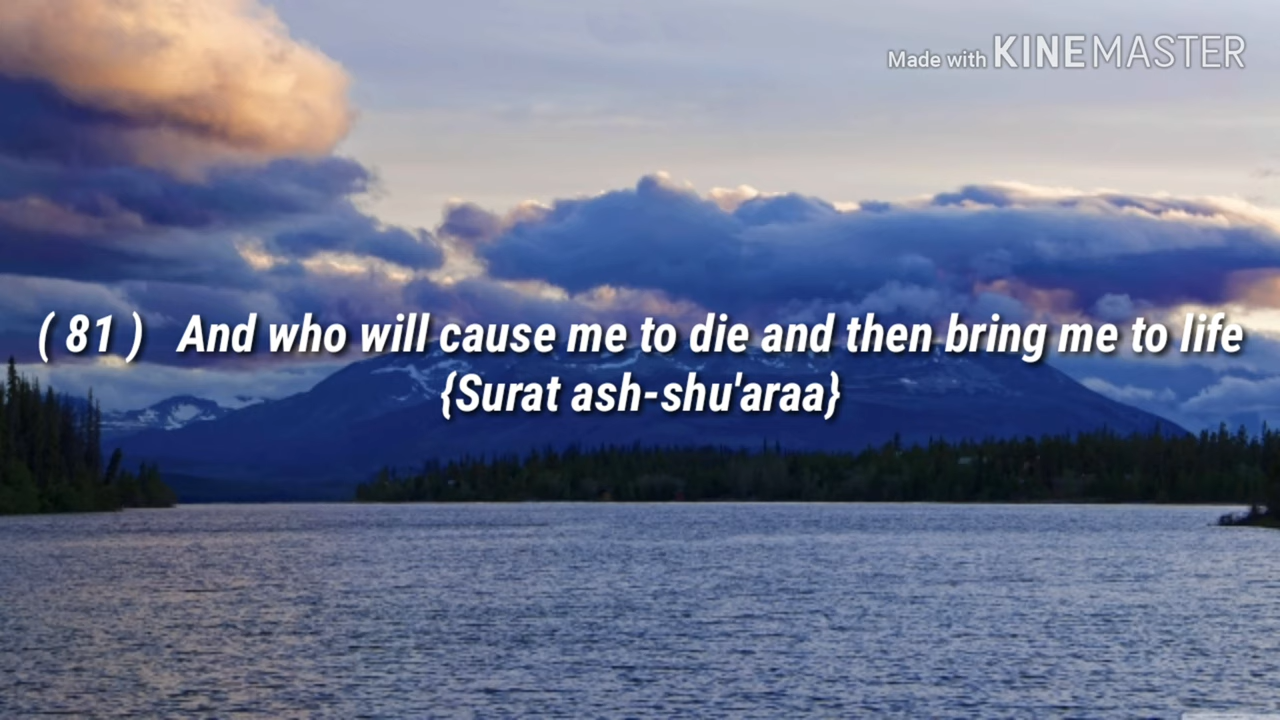 Made with KINEMASTER
( 81 ) And who will cause me to die and then bring me to life
{Surat ash-shu'araa}